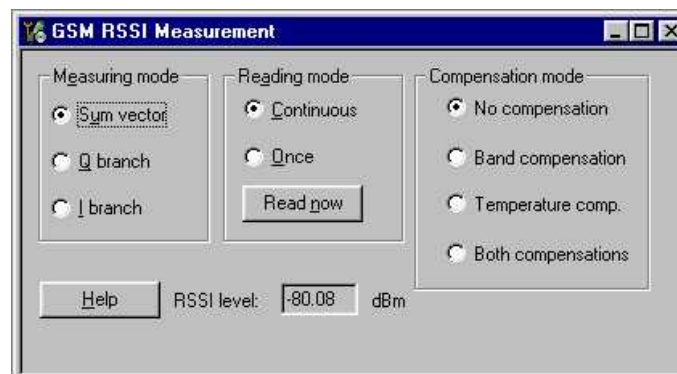 GSM RSSI Measurement
Measuring mode
Sum vector
Q branch
I branch
Reading mode
Continuous
Once
Read now
Compensation mode
No compensation
Band compensation
Temperature comp.
Both compensations
Help
RSSI level: -80.08 dBm